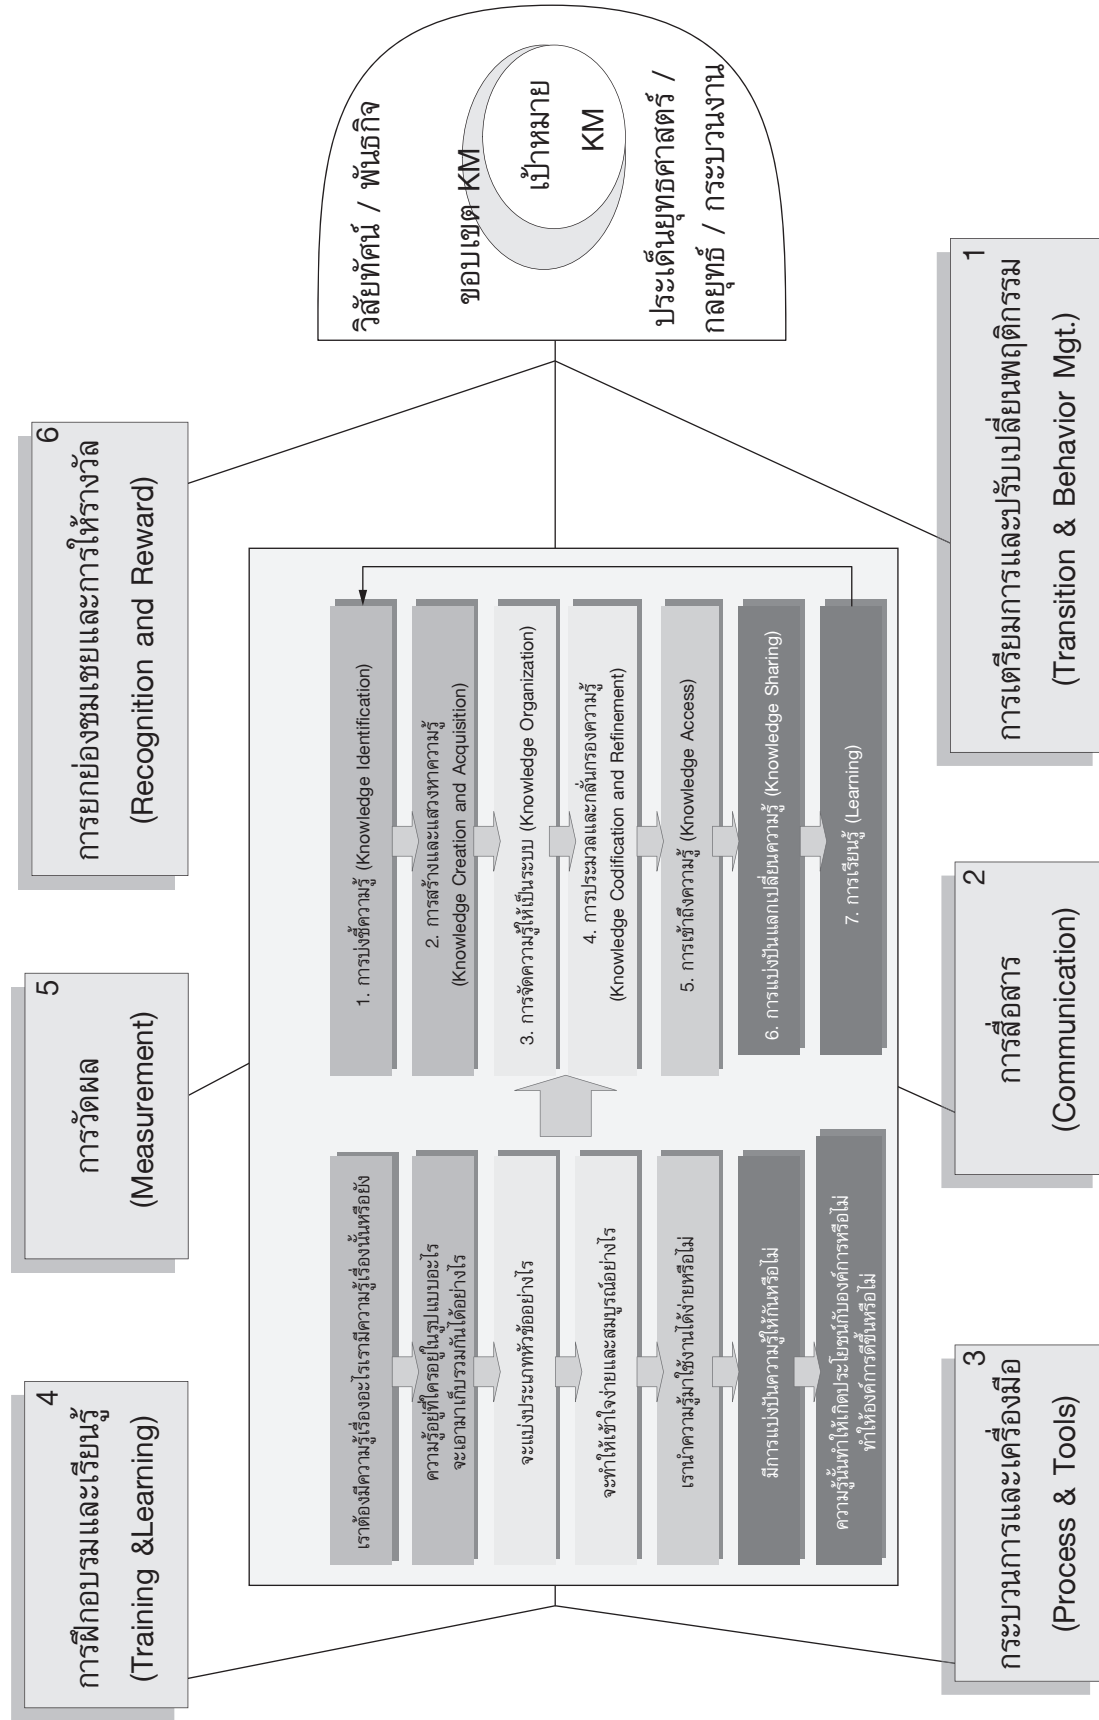 4
การฝึกอบรมและเรียนรู้
(Training &Learning)
5
การวัดผล
(Measurement)
6
การยกย่องชมเชยและการให้รางวัล
(Recognition and Reward)
เราต้องมีความรู้เรื่องอะไรเรามีความรู้เรื่องนั้นหรือยัง
ความรู้อยู่ที่ใครอยู่ในรูปแบบอะไร
จะเอามาเก็บรวมกันได้อย่างไร
จะแบ่งประเภทหัวข้ออย่างไร
จะทำให้เข้าใจง่ายและสมบูรณ์อย่างไร
เรานำความรู้มาใช้งานได้ง่ายหรือไม่
มีการแบ่งปันความรู้ให้กันหรือไม่
ความรู้นั้นทำให้เกิดประโยชน์กับองค์การหรือไม่
ทำให้องค์การดีขึ้นหรือไม่
1. การบ่งชี้ความรู้ (Knowledge Identification)
2. การสร้างและแสวงหาความรู้
(Knowledge Creation and Acquisition)
3. การจัดความรู้ให้เป็นระบบ (Knowledge Organization)
4. การประมวลและกลั่นกรองความรู้
(Knowledge Codification and Refinement)
5. การเข้าถึงความรู้ (Knowledge Access)
6. การแบ่งปันแลกเปลี่ยนความรู้ (Knowledge Sharing)
7. การเรียนรู้ (Learning)
วิสัยทัศน์ / พันธกิจ
ขอบเขต KM
เป้าหมาย
KM
ประเด็นยุทธศาสตร์ /
กลยุทธ์ / กระบวนงาน
3
กระบวนการและเครื่องมือ
(Process & Tools)
2
การสื่อสาร
(Communication)
1
การเตรียมการและปรับเปลี่ยนพฤติกรรม
(Transition & Behavior Mgt.)